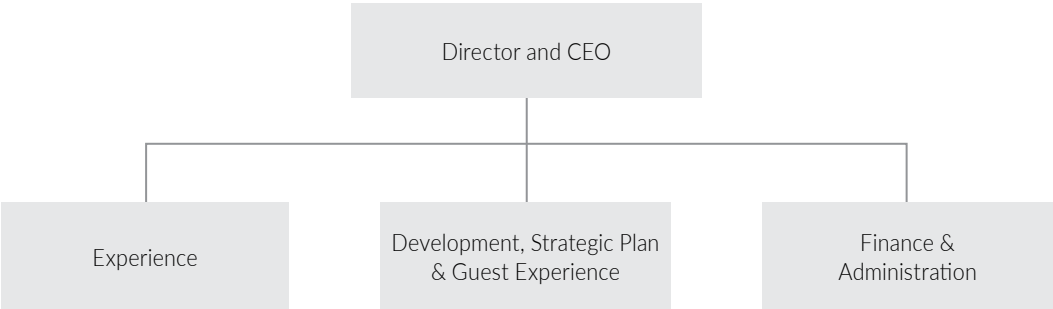 Director and CEO
Experience
Development, Strategic Plan
& Guest Experience
Finance &
Administration